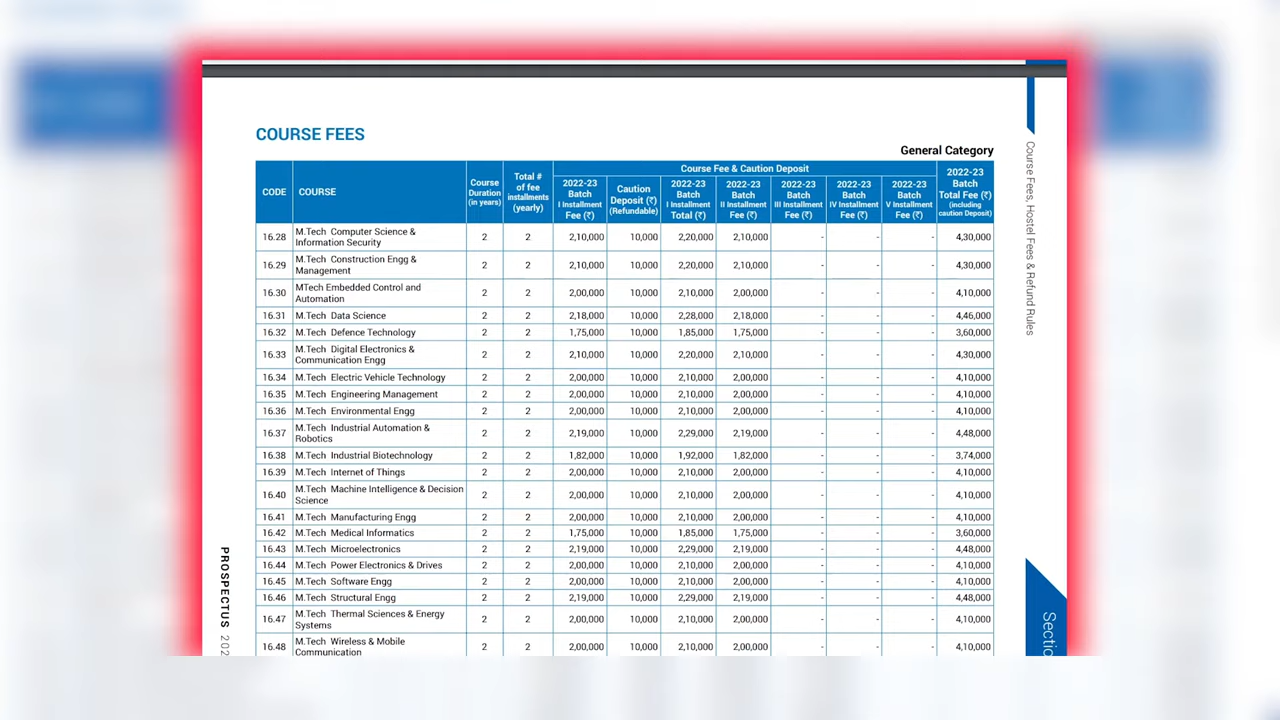 COURSE FEES
General Category
CODE COURSE Course Duration (in years) Total # of fee installments (yearly) Course Fee & Caution Deposit 2022-23 Batch Total Fee (₹) (including caution Deposit)
2022-23 Batch I Installment Fee (₹) Caution Deposit (₹) (Refundable) 2022-23 Batch I Installment Total (₹) 2022-23 Batch II Installment Fee (₹) 2022-23 Batch III Installment Fee (₹) 2022-23 Batch IV Installment Fee (₹) 2022-23 Batch V Installment Fee (₹)
16.28 M.Tech Computer Science & Information Security 2 2 2,10,000 10,000 2,20,000 2,10,000 - - - 4,30,000
16.29 M.Tech Construction Engg & Management 2 2 2,10,000 10,000 2,20,000 2,10,000 - - - 4,30,000
16.30 MTech Embedded Control and Automation 2 2 2,00,000 10,000 2,10,000 2,00,000 - - - 4,10,000
16.31 M.Tech Data Science 2 2 2,18,000 10,000 2,28,000 2,18,000 - - - 4,46,000
16.32 M.Tech Defence Technology 2 2 1,75,000 10,000 1,85,000 1,75,000 - - - 3,60,000
16.33 M.Tech Digital Electronics & Communication Engg 2 2 2,10,000 10,000 2,20,000 2,10,000 - - - 4,30,000
16.34 M.Tech Electric Vehicle Technology 2 2 2,00,000 10,000 2,10,000 2,00,000 - - - 4,10,000
16.35 M.Tech Engineering Management 2 2 2,00,000 10,000 2,10,000 2,00,000 - - - 4,10,000
16.36 M.Tech Environmental Engg 2 2 2,00,000 10,000 2,10,000 2,00,000 - - - 4,10,000
16.37 M.Tech Industrial Automation & Robotics 2 2 2,19,000 10,000 2,29,000 2,19,000 - - - 4,48,000
16.38 M.Tech Industrial Biotechnology 2 2 1,82,000 10,000 1,92,000 1,82,000 - - - 3,74,000
16.39 M.Tech Internet of Things 2 2 2,00,000 10,000 2,10,000 2,00,000 - - - 4,10,000
16.40 M.Tech Machine Intelligence & Decision Science 2 2 2,00,000 10,000 2,10,000 2,00,000 - - - 4,10,000
16.41 M.Tech Manufacturing Engg 2 2 2,00,000 10,000 2,10,000 2,00,000 - - - 4,10,000
16.42 M.Tech Medical Informatics 2 2 1,75,000 10,000 1,85,000 1,75,000 - - - 3,60,000
16.43 M.Tech Microelectronics 2 2 2,19,000 10,000 2,29,000 2,19,000 - - - 4,48,000
16.44 M.Tech Power Electronics & Drives 2 2 2,00,000 10,000 2,10,000 2,00,000 - - - 4,10,000
16.45 M.Tech Software Engg 2 2 2,00,000 10,000 2,10,000 2,00,000 - - - 4,10,000
16.46 M.Tech Structural Engg 2 2 2,19,000 10,000 2,29,000 2,19,000 - - - 4,48,000
16.47 M.Tech Thermal Sciences & Energy Systems 2 2 2,00,000 10,000 2,10,000 2,00,000 - - - 4,10,000
16.48 M.Tech Wireless & Mobile Communication 2 2 2,00,000 10,000 2,10,000 2,00,000 - - - 4,10,000
Course Fees, Hostel Fees & Refund Rules
PROSPECTUS 202
Sectio